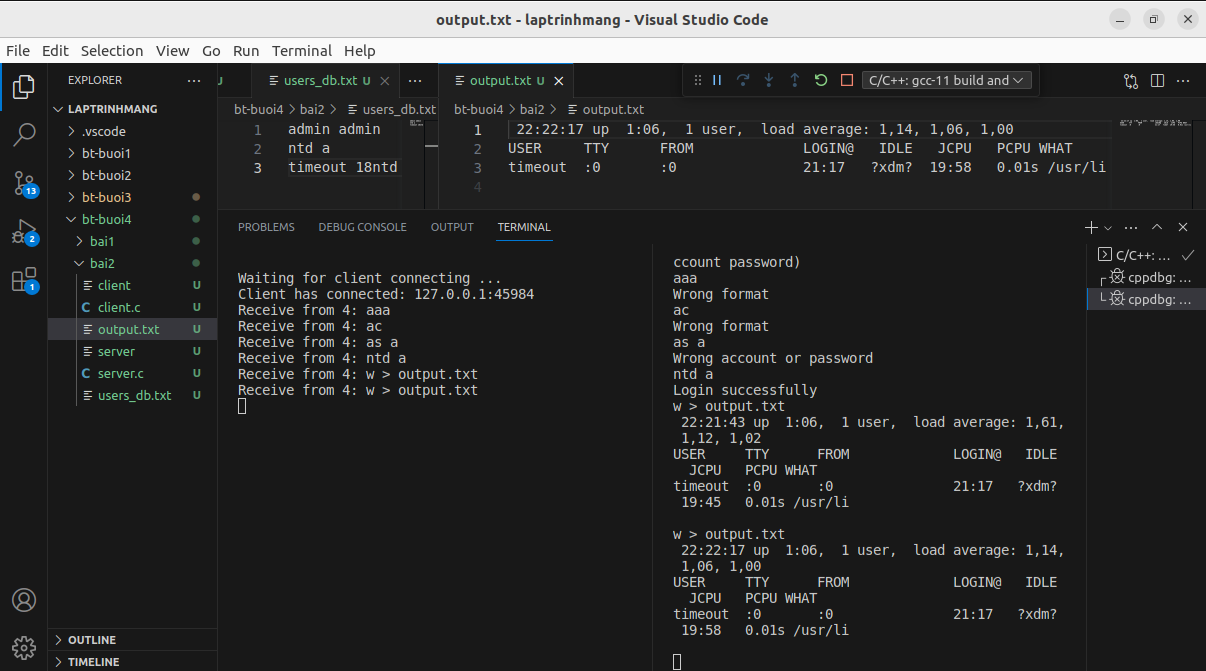 output.txt - laptrinhmang - Visual Studio Code
File Edit Selection View Go Run Terminal Help
EXPLORER
LAPTRINHMANG
.vscode
bt-buoi1
bt-buoi2
bt-buoi3
bt-buoi4
bai1
bai2
client U
C client.c U
output.txt U
server U
C server.c U
users_db.txt U
OUTLINE
TIMELINE
13
2
1
U
users_db.txt U
bt-buoi4 > bai2 > users_db.txt
1 admin admin
2 ntd a
3 timeout 18ntd
output.txt U
C/C++: gcc-11 build and
bt-buoi4 > bai2 > output.txt
1 22:22:17 up 1:06, 1 user, load average: 1,14, 1,06, 1,00
2 USER TTY FROM LOGIN@ IDLE JCPU PCPU WHAT
3 timeout :0 :0 21:17 ?xdm? 19:58 0.01s /usr/li
4
PROBLEMS DEBUG CONSOLE OUTPUT TERMINAL
Waiting for client connecting ...
Client has connected: 127.0.0.1:45984
Receive from 4: aaa
Receive from 4: ac
Receive from 4: as a
Receive from 4: ntd a
Receive from 4: w > output.txt
Receive from 4: w > output.txt
ccount password)
aaa
Wrong format
ac
Wrong format
as a
Wrong account or password
ntd a
Login successfully
w > output.txt
22:21:43 up 1:06, 1 user, load average: 1,61,
1,12, 1,02
USER TTY FROM LOGIN@ IDLE
JCPU PCPU WHAT
timeout :0 :0 21:17 ?xdm?
19:45 0.01s /usr/li
w > output.txt
22:22:17 up 1:06, 1 user, load average: 1,14,
1,06, 1,00
USER TTY FROM LOGIN@ IDLE
JCPU PCPU WHAT
timeout :0 :0 21:17 ?xdm?
19:58 0.01s /usr/li
C/C++: ...
cppdbg: ...
cppdbg: ...